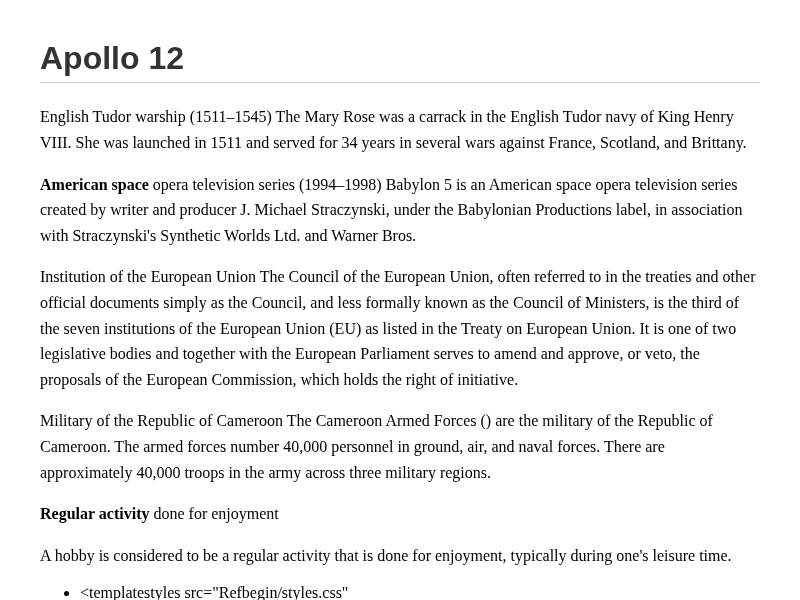 Apollo 12
English Tudor warship (1511–1545) The Mary Rose was a carrack in the English Tudor navy of King Henry
VIII. She was launched in 1511 and served for 34 years in several wars against France, Scotland, and Brittany.
American space opera television series (1994–1998) Babylon 5 is an American space opera television series
created by writer and producer J. Michael Straczynski, under the Babylonian Productions label, in association
with Straczynski's Synthetic Worlds Ltd. and Warner Bros.
Institution of the European Union The Council of the European Union, often referred to in the treaties and other
official documents simply as the Council, and less formally known as the Council of Ministers, is the third of
the seven institutions of the European Union (EU) as listed in the Treaty on European Union. It is one of two
legislative bodies and together with the European Parliament serves to amend and approve, or veto, the
proposals of the European Commission, which holds the right of initiative.
Military of the Republic of Cameroon The Cameroon Armed Forces () are the military of the Republic of
Cameroon. The armed forces number 40,000 personnel in ground, air, and naval forces. There are
approximately 40,000 troops in the army across three military regions.
Regular activity done for enjoyment
A hobby is considered to be a regular activity that is done for enjoyment, typically during one's leisure time.
• <templatestyles src="Refbegin/styles.css"